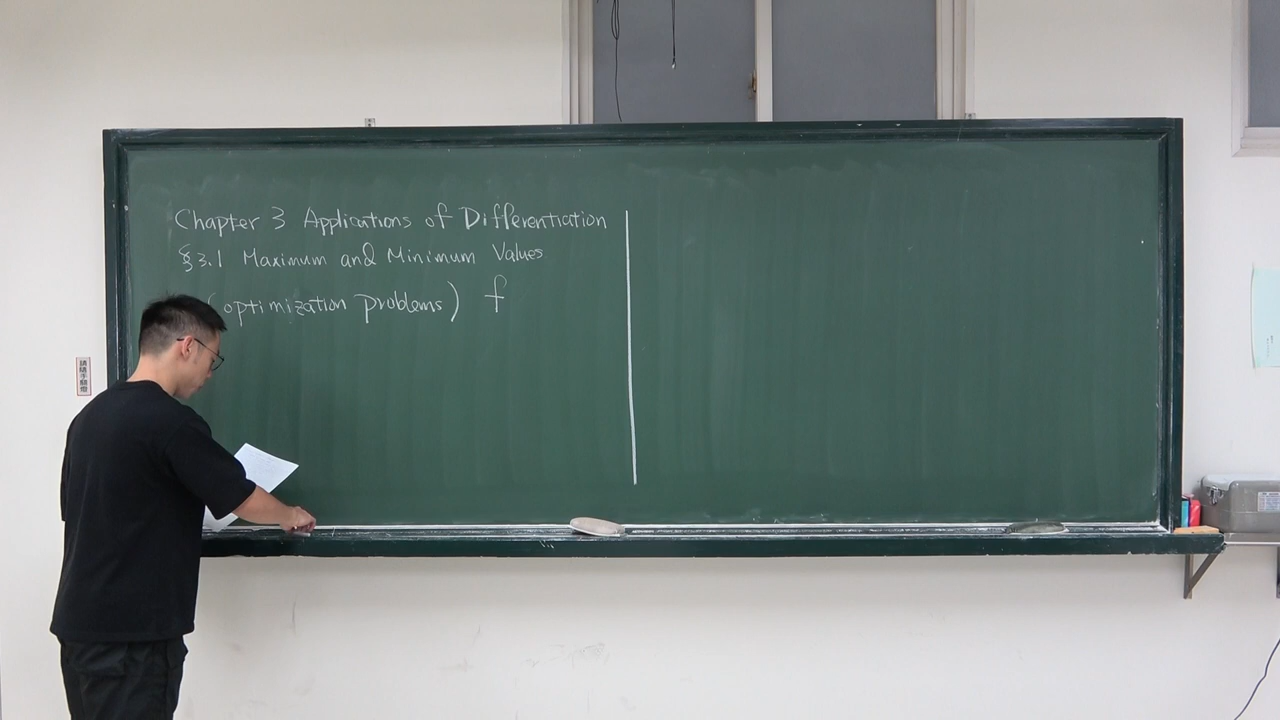 Chapter 3 Applications of Differentiation
§3.1 Maximum and Minimum Values
(optimization problems) f